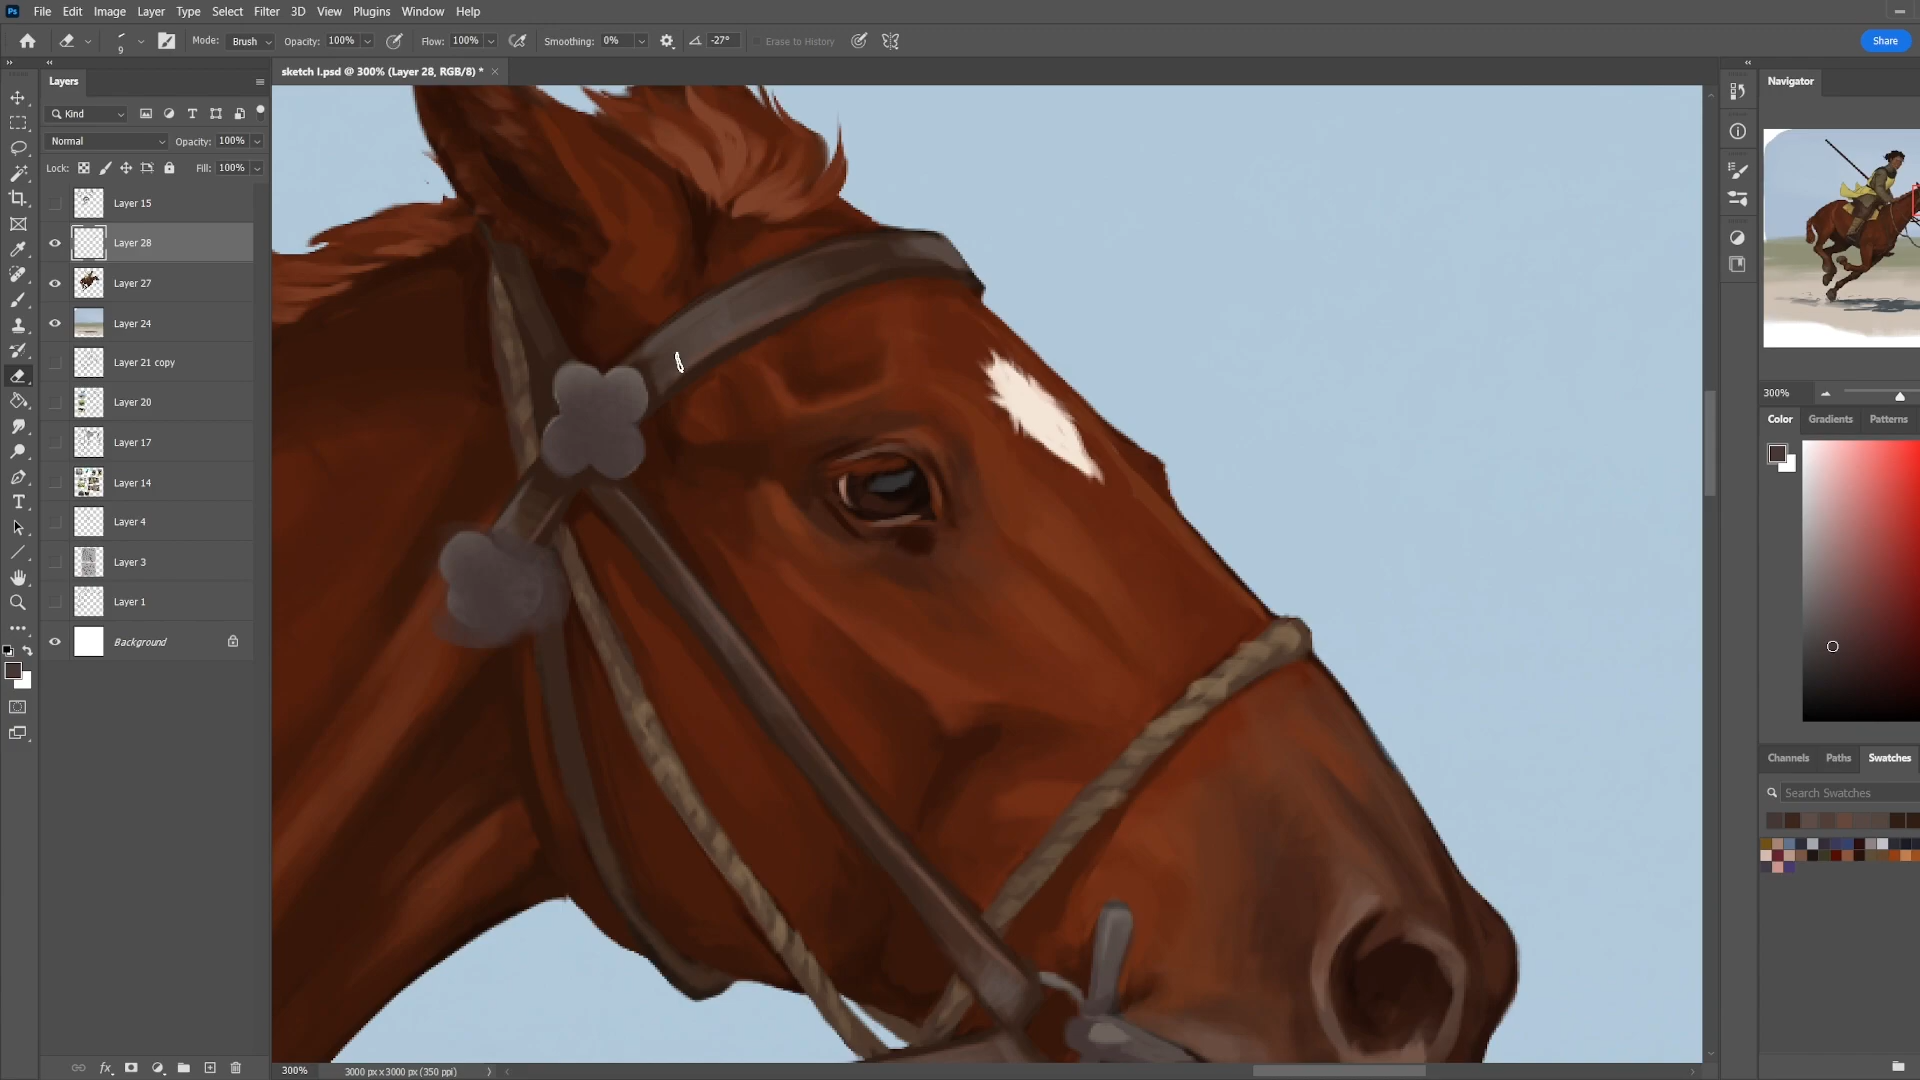 Ps File Edit Image Layer Type Select Filter 3D View Plugins Window Help
9 Mode: Brush Opacity: 100% Flow: 100% Smoothing: 0% -27° Erase to History Share
Layers
sketch l.psd @ 300% (Layer 28, RGB/8) *
Navigator
Kind
Normal Opacity: 100%
Lock: Fill: 100%
Layer 15
Layer 28
Layer 27
Layer 24
Layer 21 copy
Layer 20
Layer 17
Layer 14
Layer 4
Layer 3
Layer 1
Background
300%
Color Gradients Patterns
Channels Paths Swatches
Search Swatches
fx
300% 3000 px x 3000 px (350 ppi)